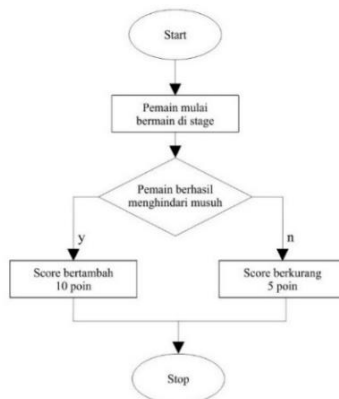 Start
Pemain mulai
bermain di stage
Pemain berhasil
menghindari musuh
y
n
Score bertambah
10 poin
Score berkurang
5 poin
Stop